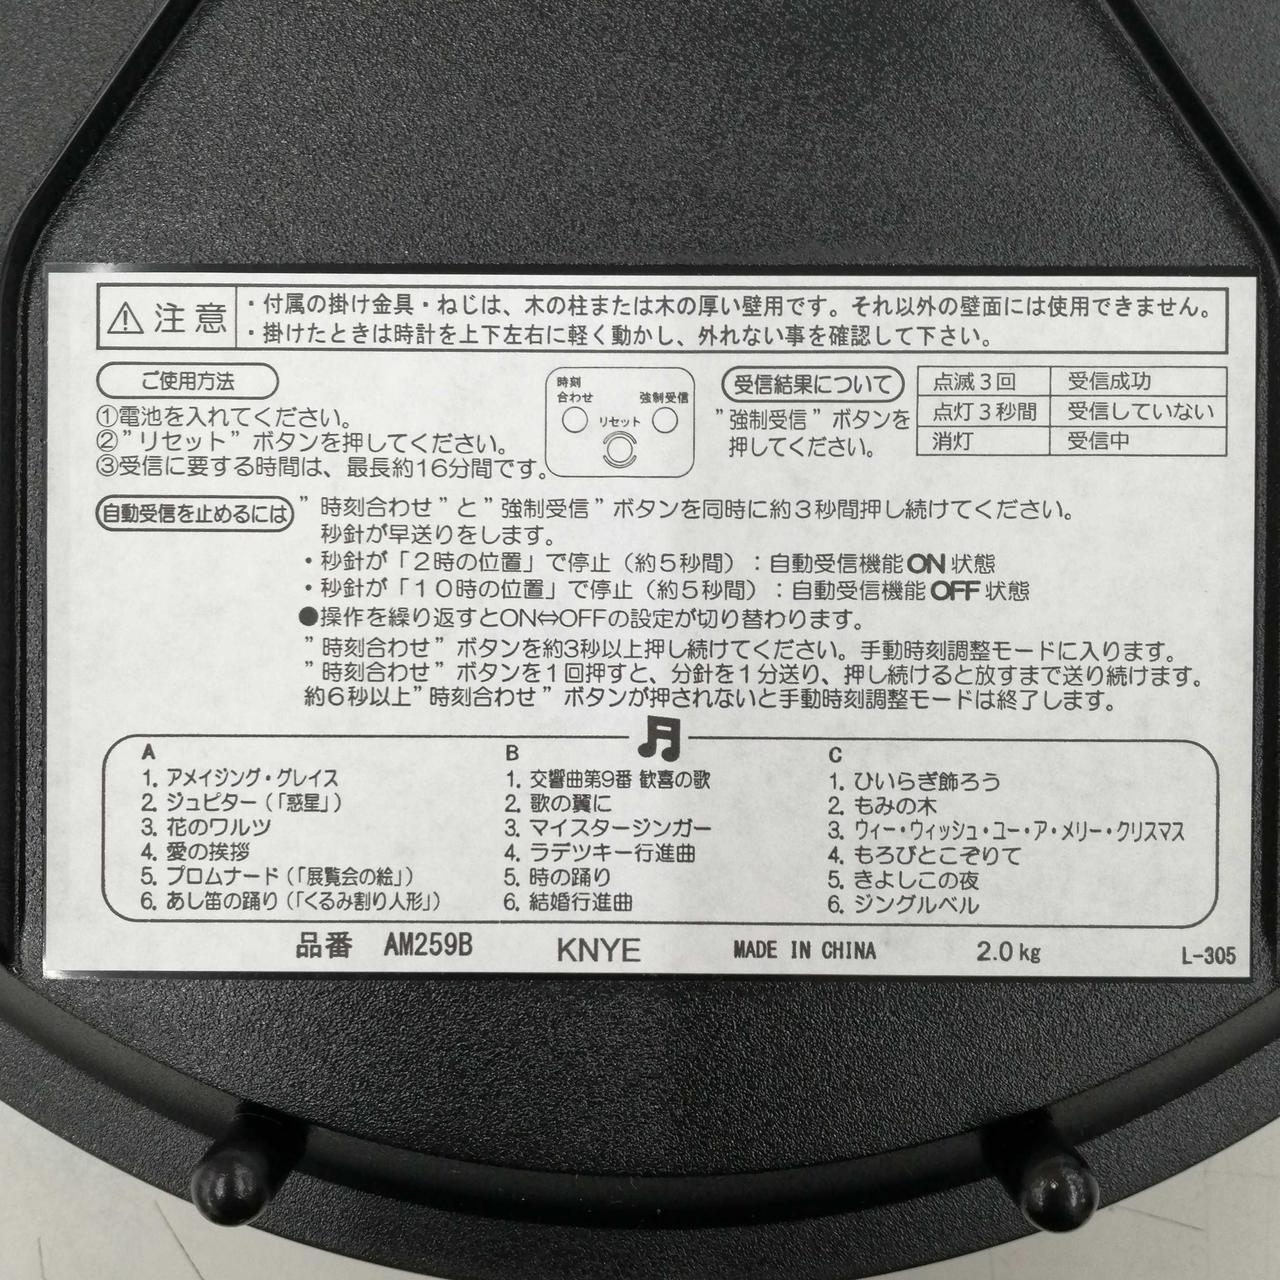 注意
・付属の掛け金具・ねじは、木の柱または木の厚い壁用です。それ以外の壁面には使用できません。
・掛けたときは時計を上下左右に軽く動かし、外れない事を確認して下さい。
ご使用方法
①電池を入れてください。
②”リセット”ボタンを押してください。
③受信に要する時間は、最長約16分間です。
時刻
合わせ
リセット
強制受信
受信結果について
”強制受信”ボタンを
押してください。
点滅3回 受信成功
点灯3秒間 受信していない
消灯 受信中
自動受信を止めるには
”時刻合わせ”と”強制受信”ボタンを同時に約3秒間押し続けてください。
秒針が早送りをします。
・秒針が「2時の位置」で停止(約5秒間):自動受信機能ON状態
・秒針が「10時の位置」で停止(約5秒間):自動受信機能OFF状態
●操作を繰り返すとON⇔OFFの設定が切り替わります。
”時刻合わせ”ボタンを約3秒以上押し続けてください。手動時刻調整モードに入ります。
”時刻合わせ”ボタンを1回押すと、分針を1分送り、押し続けると放すまで送り続けます。
約6秒以上”時刻合わせ”ボタンが押されないと手動時刻調整モードは終了します。
A
1. アメイジング・グレイス
2. ジュピター(「惑星」)
3. 花のワルツ
4. 愛の挨拶
5. プロムナード(「展覧会の絵」)
6. あし笛の踊り(「くるみ割り人形」)
B
1. 交響曲第9番 歓喜の歌
2. 歌の翼に
3. マイスタージンガー
4. ラデツキー行進曲
5. 時の踊り
6. 結婚行進曲
C
1. ひいらぎ飾ろう
2. もみの木
3. ウィー・ウィッシュ・ユー・ア・メリー・クリスマス
4. もろびとこぞりて
5. きよしこの夜
6. ジングルベル
品番 AM259B KNYE MADE IN CHINA 2.0kg L-305